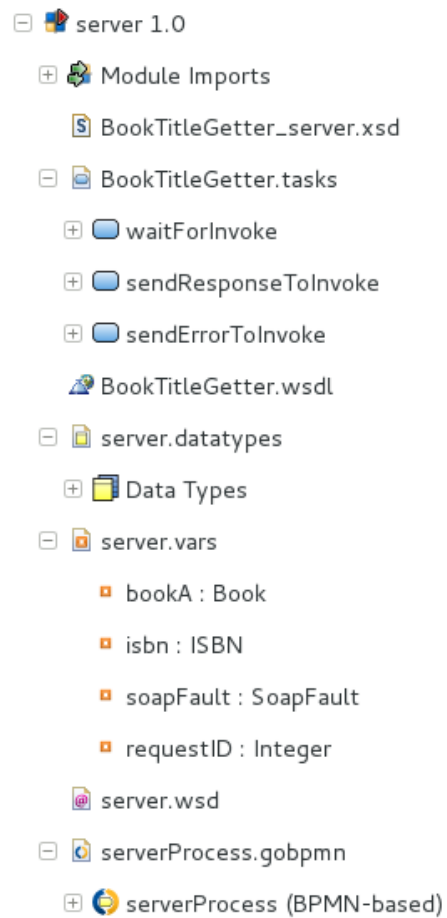 server 1.0
Module Imports
BookTitleGetter_server.xsd
BookTitleGetter.tasks
waitForInvoke
sendResponseToInvoke
sendErrorToInvoke
BookTitleGetter.wsdl
server.datatypes
Data Types
server.vars
bookA : Book
isbn : ISBN
soapFault : SoapFault
requestID : Integer
server.wsd
serverProcess.gobpmn
serverProcess (BPMN-based)